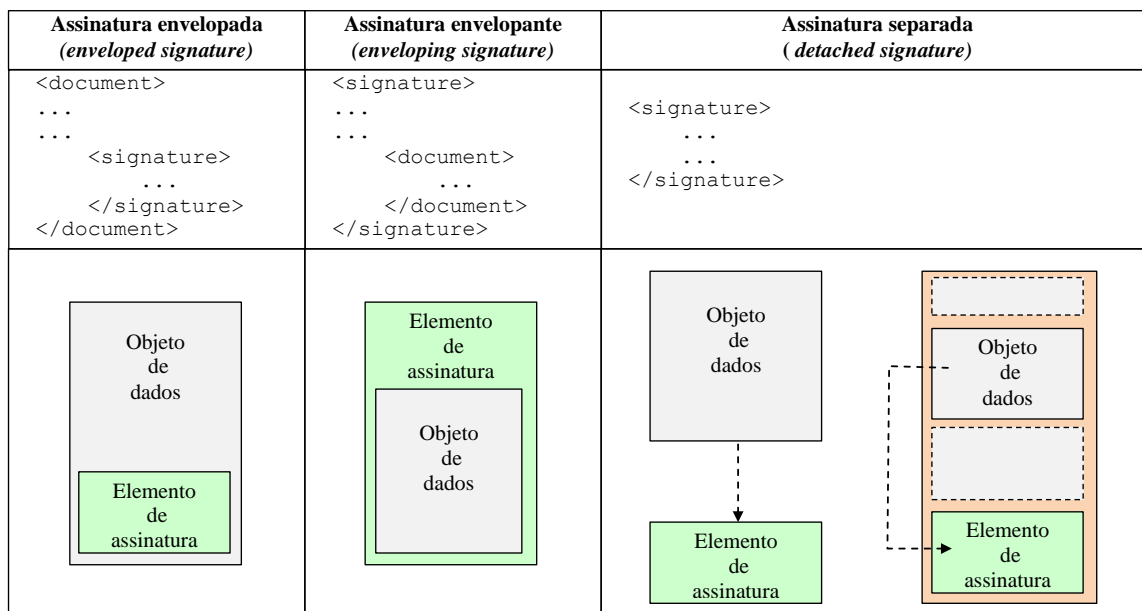 Assinatura envelopada
(enveloped signature)
Assinatura envelopante
(enveloping signature)
Assinatura separada
( detached signature)
<document>
...
...
<signature>
...
</signature>
</document>
<signature>
...
...
<document>
...
</document>
</signature>
<signature>
...
...
</signature>
Objeto
de
dados
Elemento
de
assinatura
Elemento
de
assinatura
Objeto
de
dados
Objeto
de
dados
Elemento
de
assinatura
Objeto
de
dados
Elemento
de
assinatura